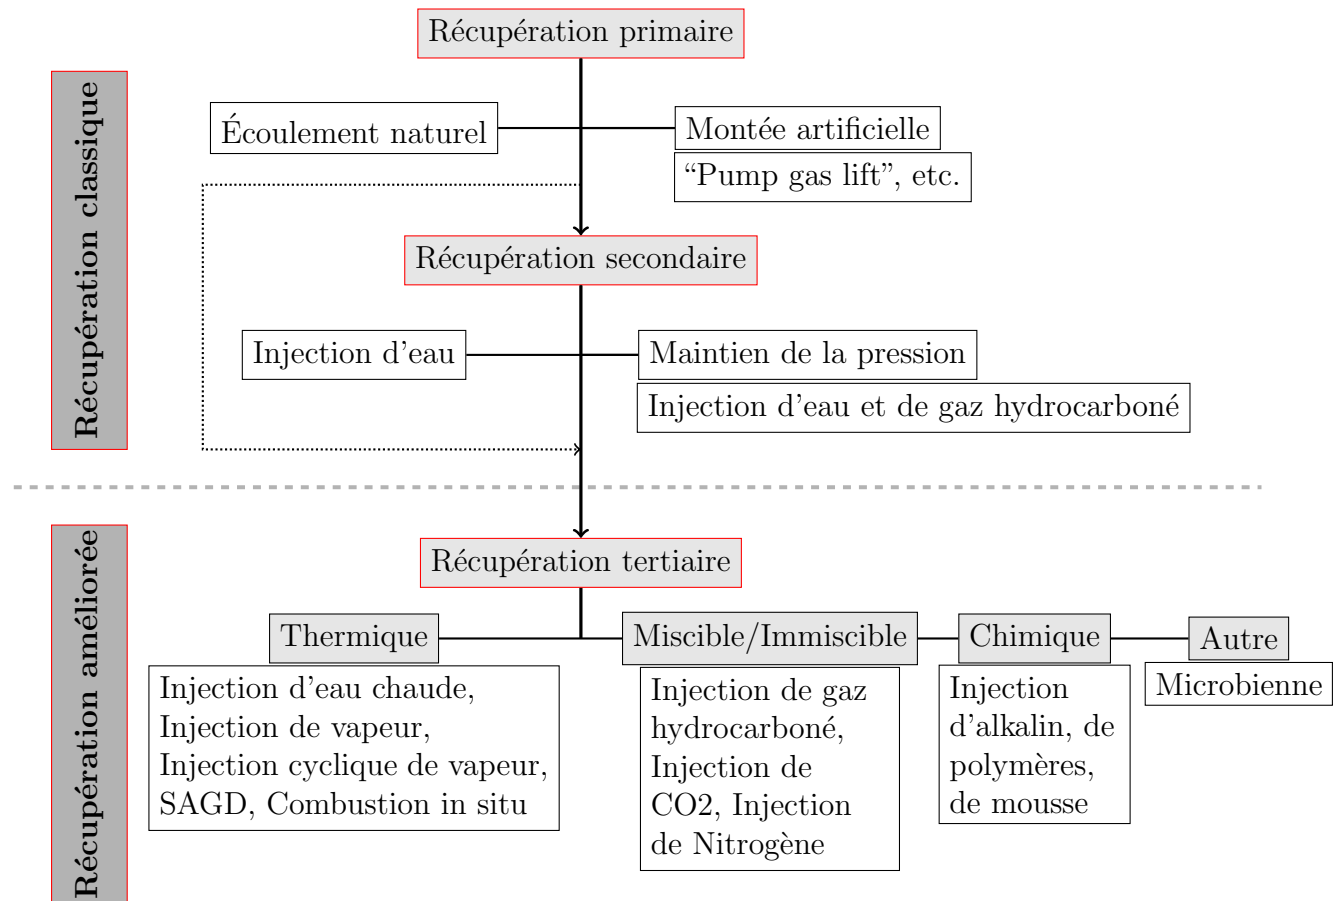 Récupération primaire
Récupération classique
Écoulement naturel
Montée artificielle
“Pump gas lift”, etc.
Récupération secondaire
Injection d'eau
Maintien de la pression
Injection d'eau et de gaz hydrocarboné
Récupération améliorée
Récupération tertiaire
Thermique
Injection d'eau chaude,
Injection de vapeur,
Injection cyclique de vapeur,
SAGD, Combustion in situ
Miscible/Immiscible
Injection de gaz
hydrocarboné,
Injection de
CO2, Injection
de Nitrogène
Chimique
Injection
d'alkalin, de
polymères,
de mousse
Autre
Microbienne